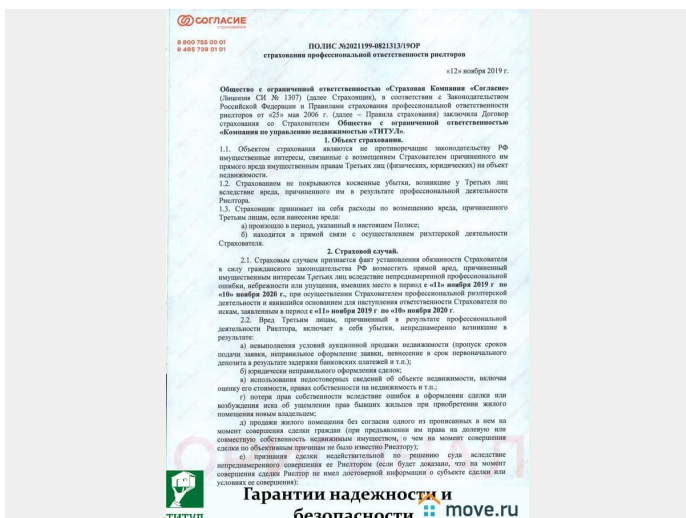 СОГЛАСИЕ
страхование
8 800 755 00 01
8 495 739 01 01
ПОЛИС №2021199-0821313/19ОР
страхования профессиональной ответственности риелторов
«12» ноября 2019 г.
Общество с ограниченной ответственностью «Страховая Компания «Согласие»
(Лицензия СИ № 1307) (далее Страховщик), в соответствии с Законодательством
Российской Федерации и Правилами страхования профессиональной ответственности
риелторов от «25» мая 2006 г. (далее – Правила страхования) заключила Договор
страхования со Страхователем Общество с ограниченной ответственностью
«Компания по управлению недвижимостью «ТИТУЛ».
1. Объект страхования.
1.1. Объектом страхования являются не противоречащие законодательству РФ
имущественные интересы, связанные с возмещением Страхователем причиненного им
прямого вреда имущественным правам Третьих лиц (физических, юридических) на объект
недвижимости.
1.2. Страхованием не покрываются косвенные убытки, возникшие у Третьих лиц
вследствие вреда, причиненного им в результате профессиональной деятельности
Риелтора.
1.3. Страховщик принимает на себя расходы по возмещению вреда, причиненного
Третьим лицам, если нанесение вреда:
а) произошло в период, указанный в настоящем Полисе;
б) находится в прямой связи с осуществлением риэлтерской деятельности
Страхователя.
2. Страховой случай.
2.1. Страховым случаем признается факт установления обязанности Страхователя
в силу гражданского законодательства РФ возместить прямой вред, причиненный
имущественным интересам Третьих лиц вследствие непреднамеренной профессиональной
ошибки, небрежности или упущения, имевших место в период с «11» ноября 2019 г по
«10» ноября 2020 г., при осуществлении Страхователем профессиональной риелтерской
деятельности и явившийся основанием для наступления ответственности Страхователя по
искам, заявленным в период с «11» ноября 2019 г по «10» ноября 2020 г.
2.2. Вред Третьим лицам, причиненный в результате профессиональной
деятельности Риелтора, включает в себя убытки, непреднамеренно возникшие в
результате:
а) невыполнения условий аукционной продажи недвижимости (пропуск сроков
подачи заявки, неправильное оформление заявки, невнесение в срок первоначального
депозита в результате задержки банковских платежей и т.п.);
б) юридически неправильного оформления сделок;
в) использования недостоверных сведений об объекте недвижимости, включая
оценку его стоимости, правах собственности на недвижимость и т.п.;
г) потери прав собственности вследствие ошибок в оформлении сделки или
возбуждения иска об ущемлении прав бывших жильцов при приобретении жилого
помещения новым владельцем;
д) продажи жилого помещения без согласия одного из прописанных в нем на
момент совершения сделки граждан (при предъявлении им права на долевую или
совместную собственность недвижимым имуществом, о чем на момент совершения
сделки по объективным причинам не было известно Риелтору);
е) признания сделки недействительной по решению суда вследствие
непреднамеренного совершения ее Риелтором (если будет доказано, что на момент
совершения сделки Риелтор не имел достоверной информации о субъекте сделки или
условиях ее совершения);
Гарантии надежности и
безопасности
move.ru
ТИТУЛ